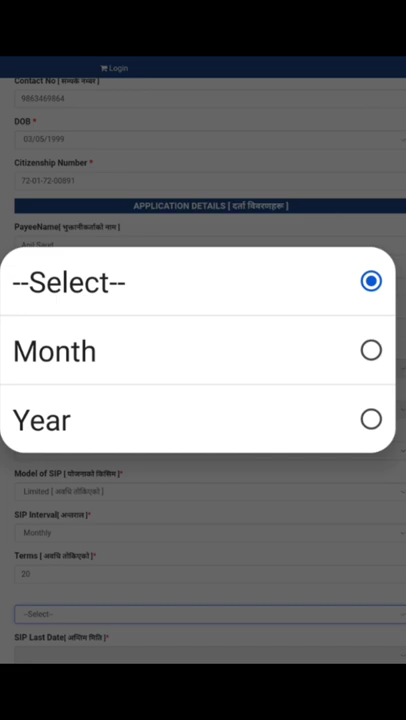 Login
Contact No [ सम्पर्क नम्बर ]
9863469864
DOB *
03/05/1999
Citizenship Number *
72-01-72-00891
APPLICATION DETAILS [ दर्ता विवरणहरू ]
PayeeName[ भुक्तानीकर्ताको नाम ]
--Select--
Month
Year
Model of SIP [ योजनाको किसिम ]*
Limited [ अवधि तोकिएको ]
SIP Interval[ अन्तराल ]*
Monthly
Terms [ अवधि तोकिएको ]*
20
--Select--
SIP Last Date[ अन्तिम मिति ]*